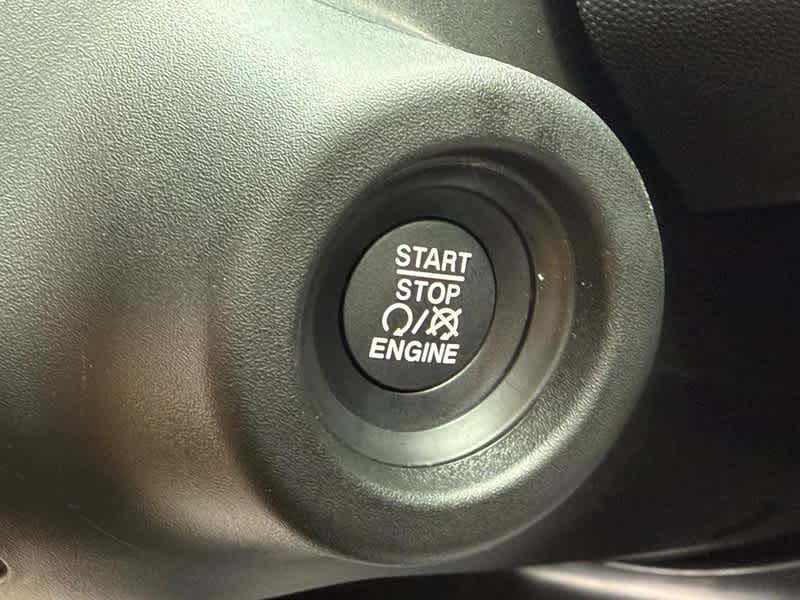 START
STOP
/
ENGINE